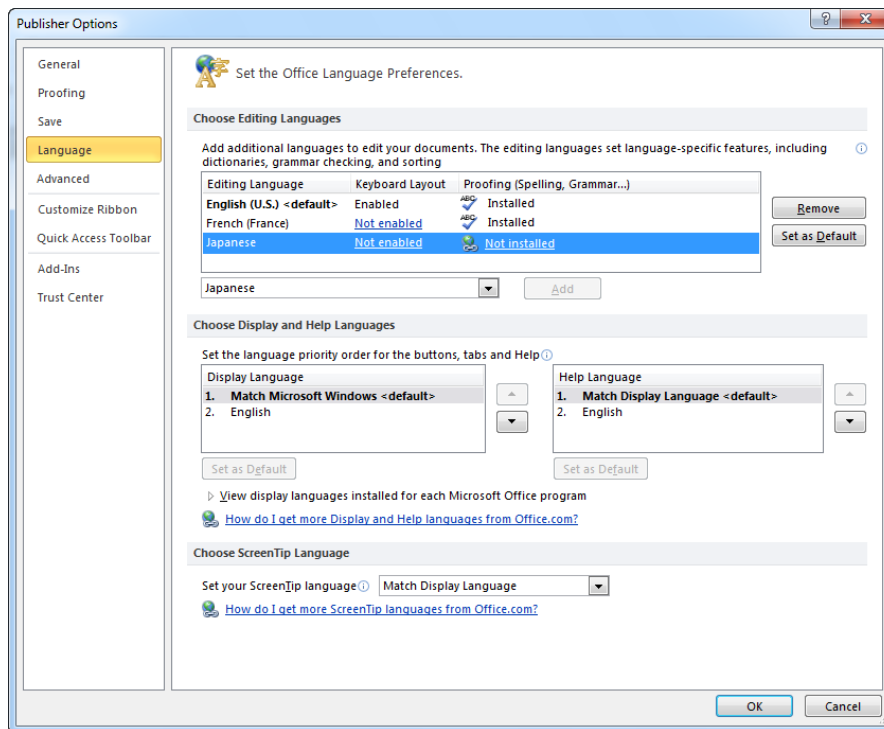 Publisher Options
General
Proofing
Save
Language
Advanced
Customize Ribbon
Quick Access Toolbar
Add-Ins
Trust Center
Set the Office Language Preferences.
Choose Editing Languages
Add additional languages to edit your documents. The editing languages set language-specific features, including
dictionaries, grammar checking, and sorting
Editing Language Keyboard Layout Proofing (Spelling, Grammar...)
English (U.S.) <default> Enabled ABC Installed
French (France) Not enabled ABC Installed
Japanese Not enabled Not installed
Remove
Set as Default
Japanese Add
Choose Display and Help Languages
Set the language priority order for the buttons, tabs and Help
Display Language
1. Match Microsoft Windows <default>
2. English
Set as Default
Help Language
1. Match Display Language <default>
2. English
Set as Default
View display languages installed for each Microsoft Office program
How do I get more Display and Help languages from Office.com?
Choose ScreenTip Language
Set your ScreenTip language Match Display Language
How do I get more ScreenTip languages from Office.com?
OK Cancel